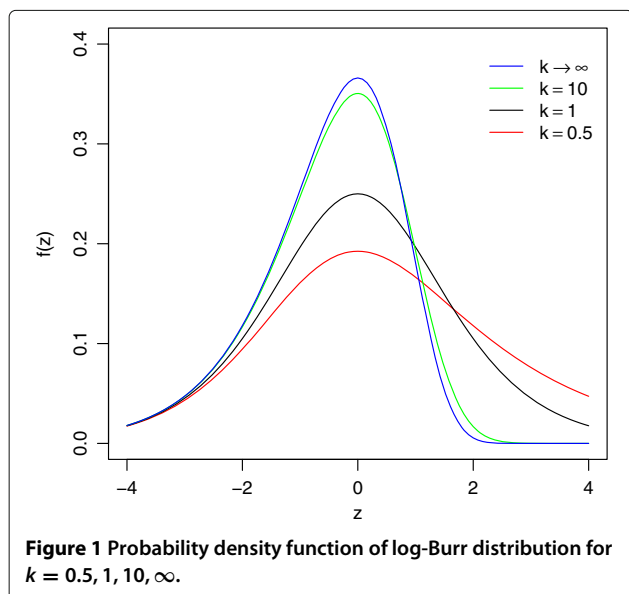 0.4
0.3
0.2
0.1
0.0
f(z)
k → ∞
k = 10
k = 1
k = 0.5
−4 −2 0 2 4
z
Figure 1 Probability density function of log-Burr distribution for
k = 0.5, 1, 10, ∞.